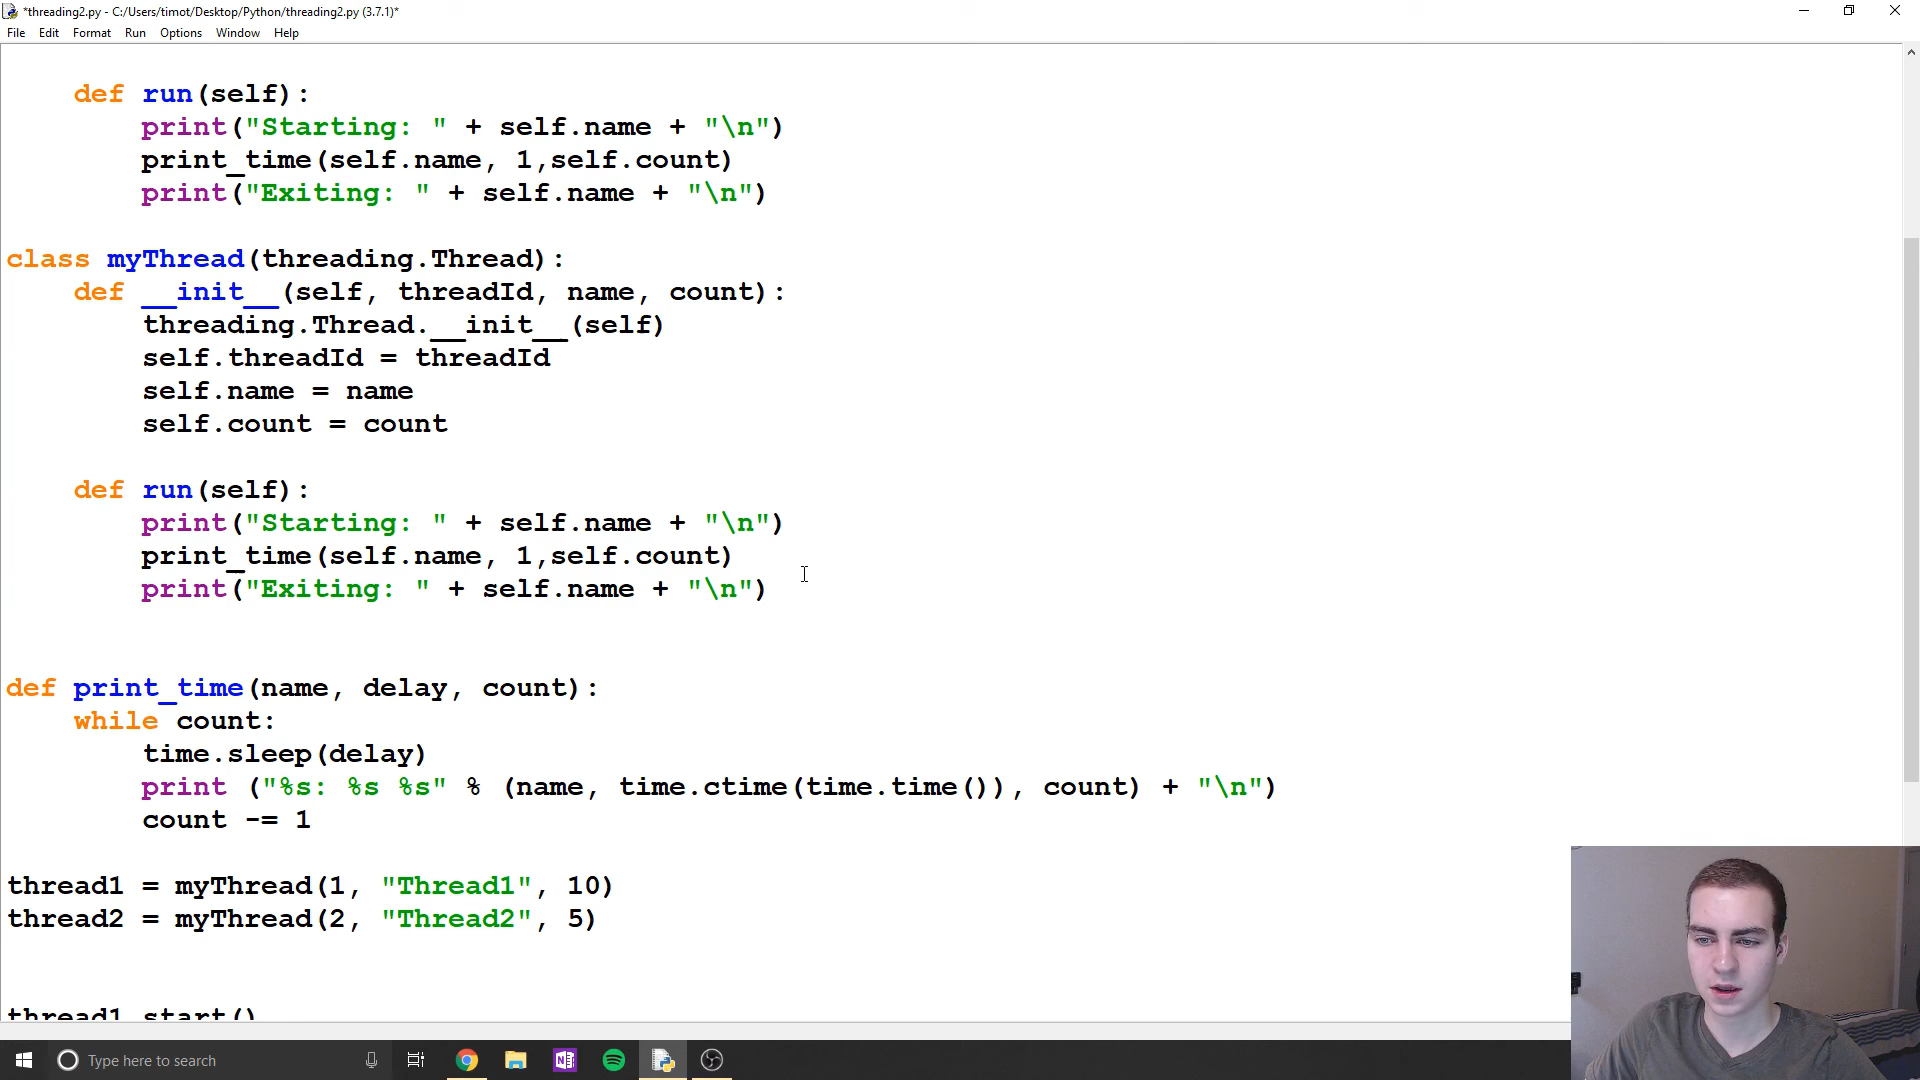 *threading2.py - C:/Users/timot/Desktop/Python/threading2.py (3.7.1)*
File Edit Format Run Options Window Help
    def run(self):
        print("Starting: " + self.name + "\n")
        print_time(self.name, 1,self.count)
        print("Exiting: " + self.name + "\n")
class myThread(threading.Thread):
    def __init__(self, threadId, name, count):
        threading.Thread.__init__(self)
        self.threadId = threadId
        self.name = name
        self.count = count
    def run(self):
        print("Starting: " + self.name + "\n")
        print_time(self.name, 1,self.count)
        print("Exiting: " + self.name + "\n")
def print_time(name, delay, count):
    while count:
        time.sleep(delay)
        print ("%s: %s %s" % (name, time.ctime(time.time()), count) + "\n")
        count -= 1
thread1 = myThread(1, "Thread1", 10)
thread2 = myThread(2, "Thread2", 5)
thread1.start()
Type here to search